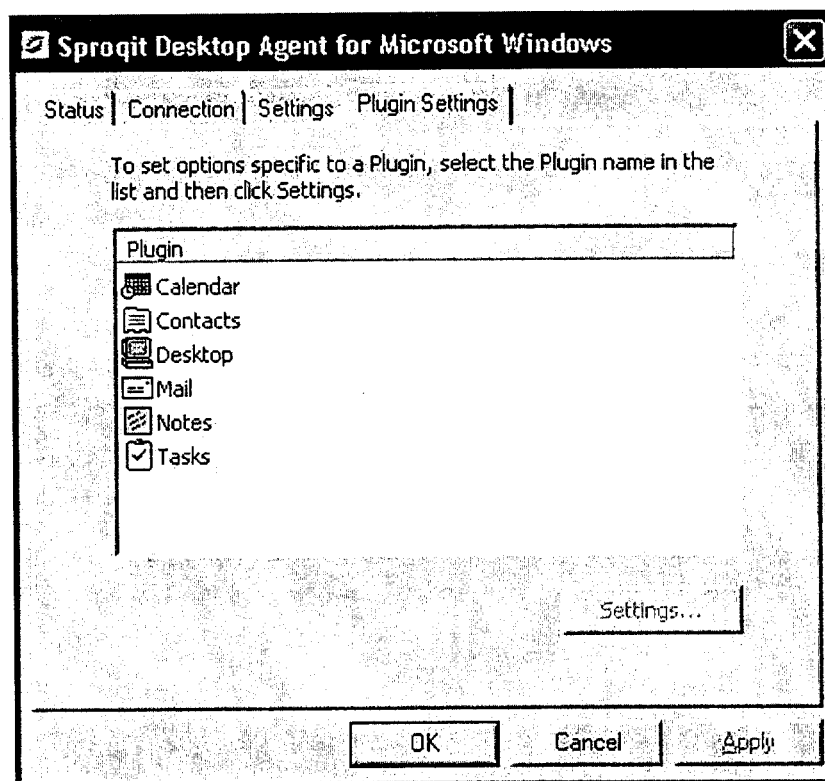 Sproqit Desktop Agent for Microsoft Windows
Status Connection Settings Plugin Settings
To set options specific to a Plugin, select the Plugin name in the
list and then click Settings.
Plugin
Calendar
Contacts
Desktop
Mail
Notes
Tasks
Settings...
OK Cancel Apply